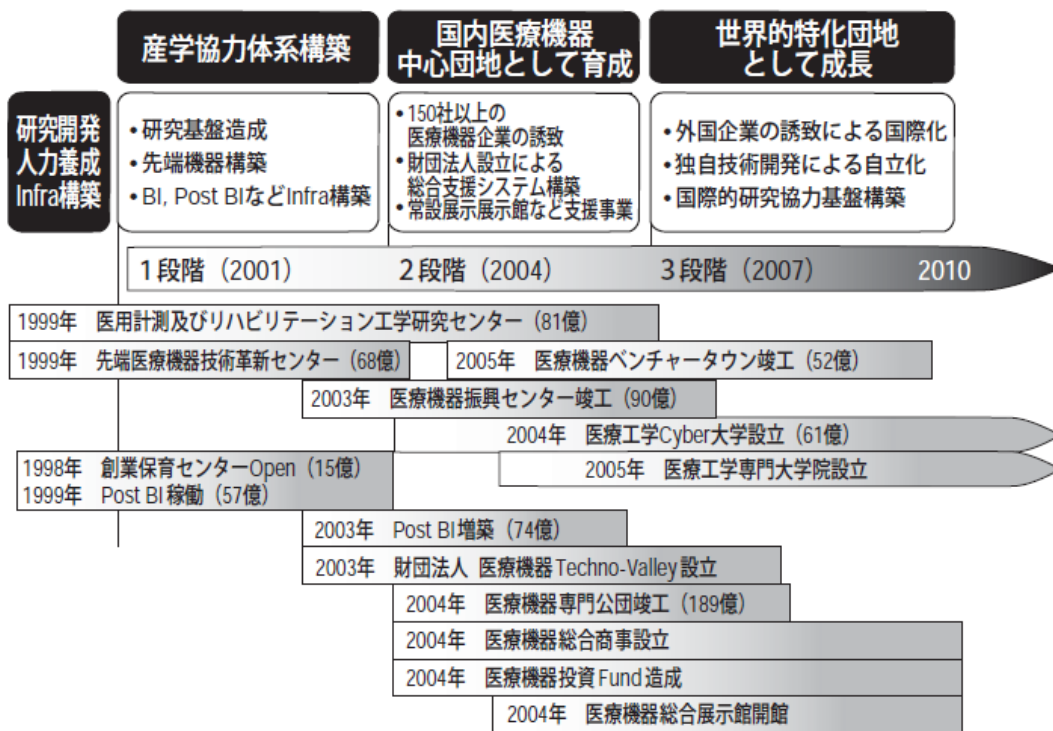 産学協力体系構築
国内医療機器
中心団地として育成
世界的特化団地
として成長
研究開発
人力養成
Infra構築
•研究基盤造成
•先端機器構築
•BI, Post BIなどInfra構築
•150社以上の
医療機器企業の誘致
•財団法人設立による
総合支援システム構築
•常設展示展示館など支援事業
•外国企業の誘致による国際化
•独自技術開発による自立化
•国際的研究協力基盤構築
1段階（2001）
2段階（2004）
3段階（2007）
2010
1999年 医用計測及びリハビリテーション工学研究センター（81億）
1999年 先端医療機器技術革新センター（68億）
2005年 医療機器ベンチャータウン竣工（52億）
2003年 医療機器振興センター竣工（90億）
2004年 医療工学Cyber大学設立（61億）
1998年 創業保育センターOpen（15億）
1999年 Post BI稼働（57億）
2005年 医療工学専門大学院設立
2003年 Post BI増築（74億）
2003年 財団法人 医療機器Techno-Valley設立
2004年 医療機器専門公団竣工（189億）
2004年 医療機器総合商事設立
2004年 医療機器投資Fund造成
2004年 医療機器総合展示館開館